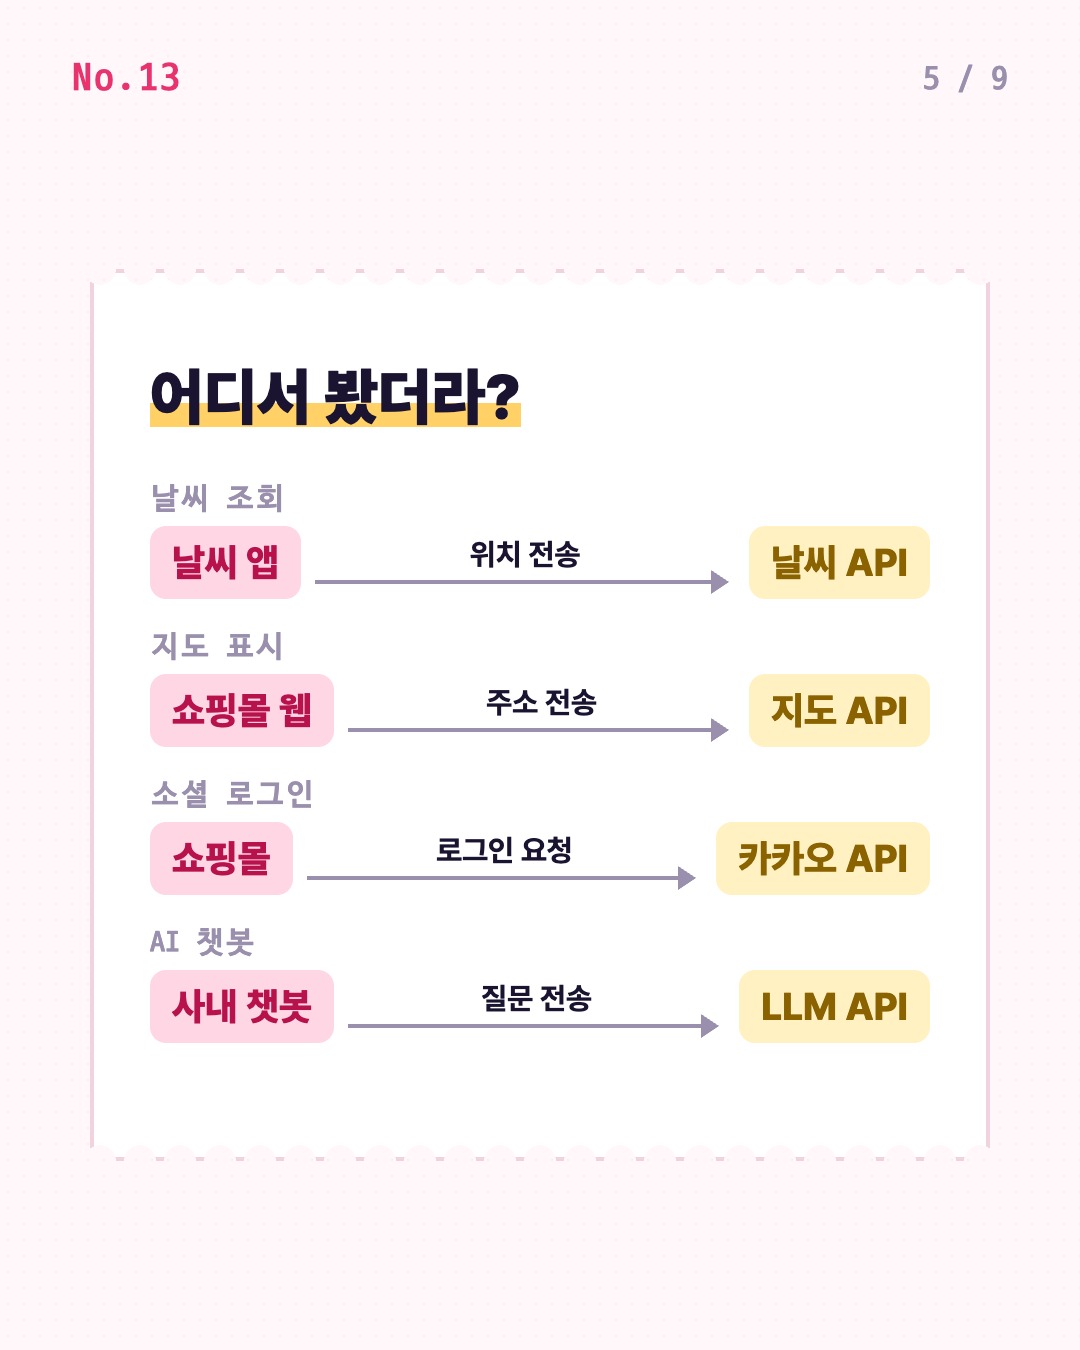 No.13
5 / 9
어디서 봤더라?
날씨 조회
날씨 앱
위치 전송
날씨 API
지도 표시
쇼핑몰 웹
주소 전송
지도 API
소셜 로그인
쇼핑몰
로그인 요청
카카오 API
AI 챗봇
사내 챗봇
질문 전송
LLM API